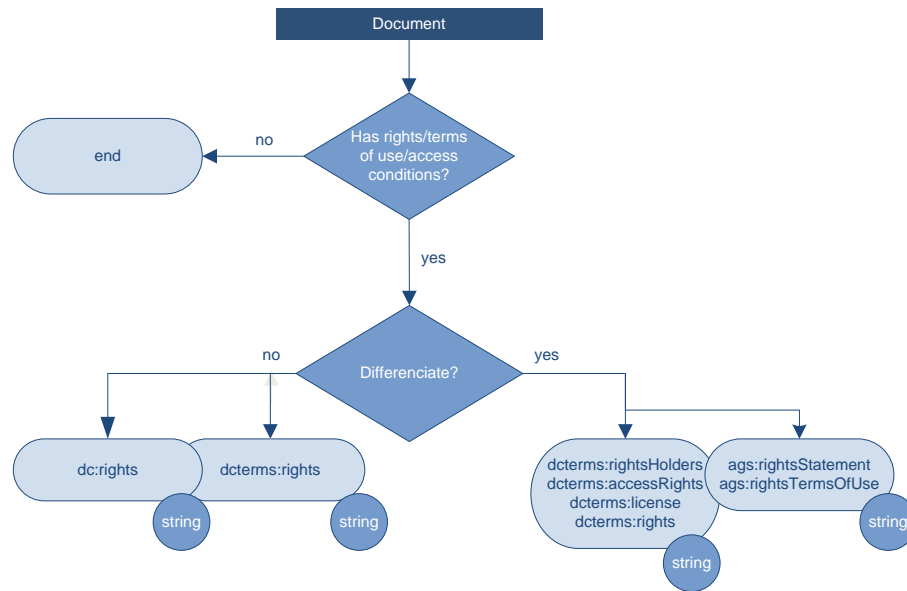 Document
Has rights/terms
of use/access
conditions?
no
end
yes
Differenciate?
no
yes
dc:rights
dcterms:rights
dcterms:rightsHolders
dcterms:accessRights
dcterms:license
dcterms:rights
ags:rightsStatement
ags:rightsTermsOfUse
string
string
string
string